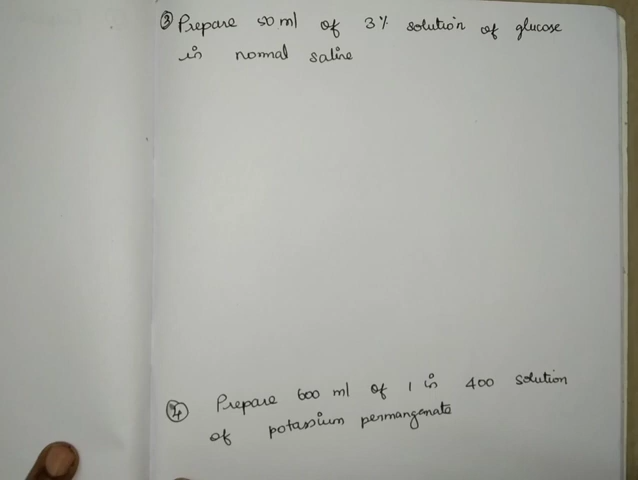 ③ Prepare 50 ml of 3% solution of glucose
in normal saline
④ Prepare 600 ml of 1 in 400 solution
of potassium permangenate